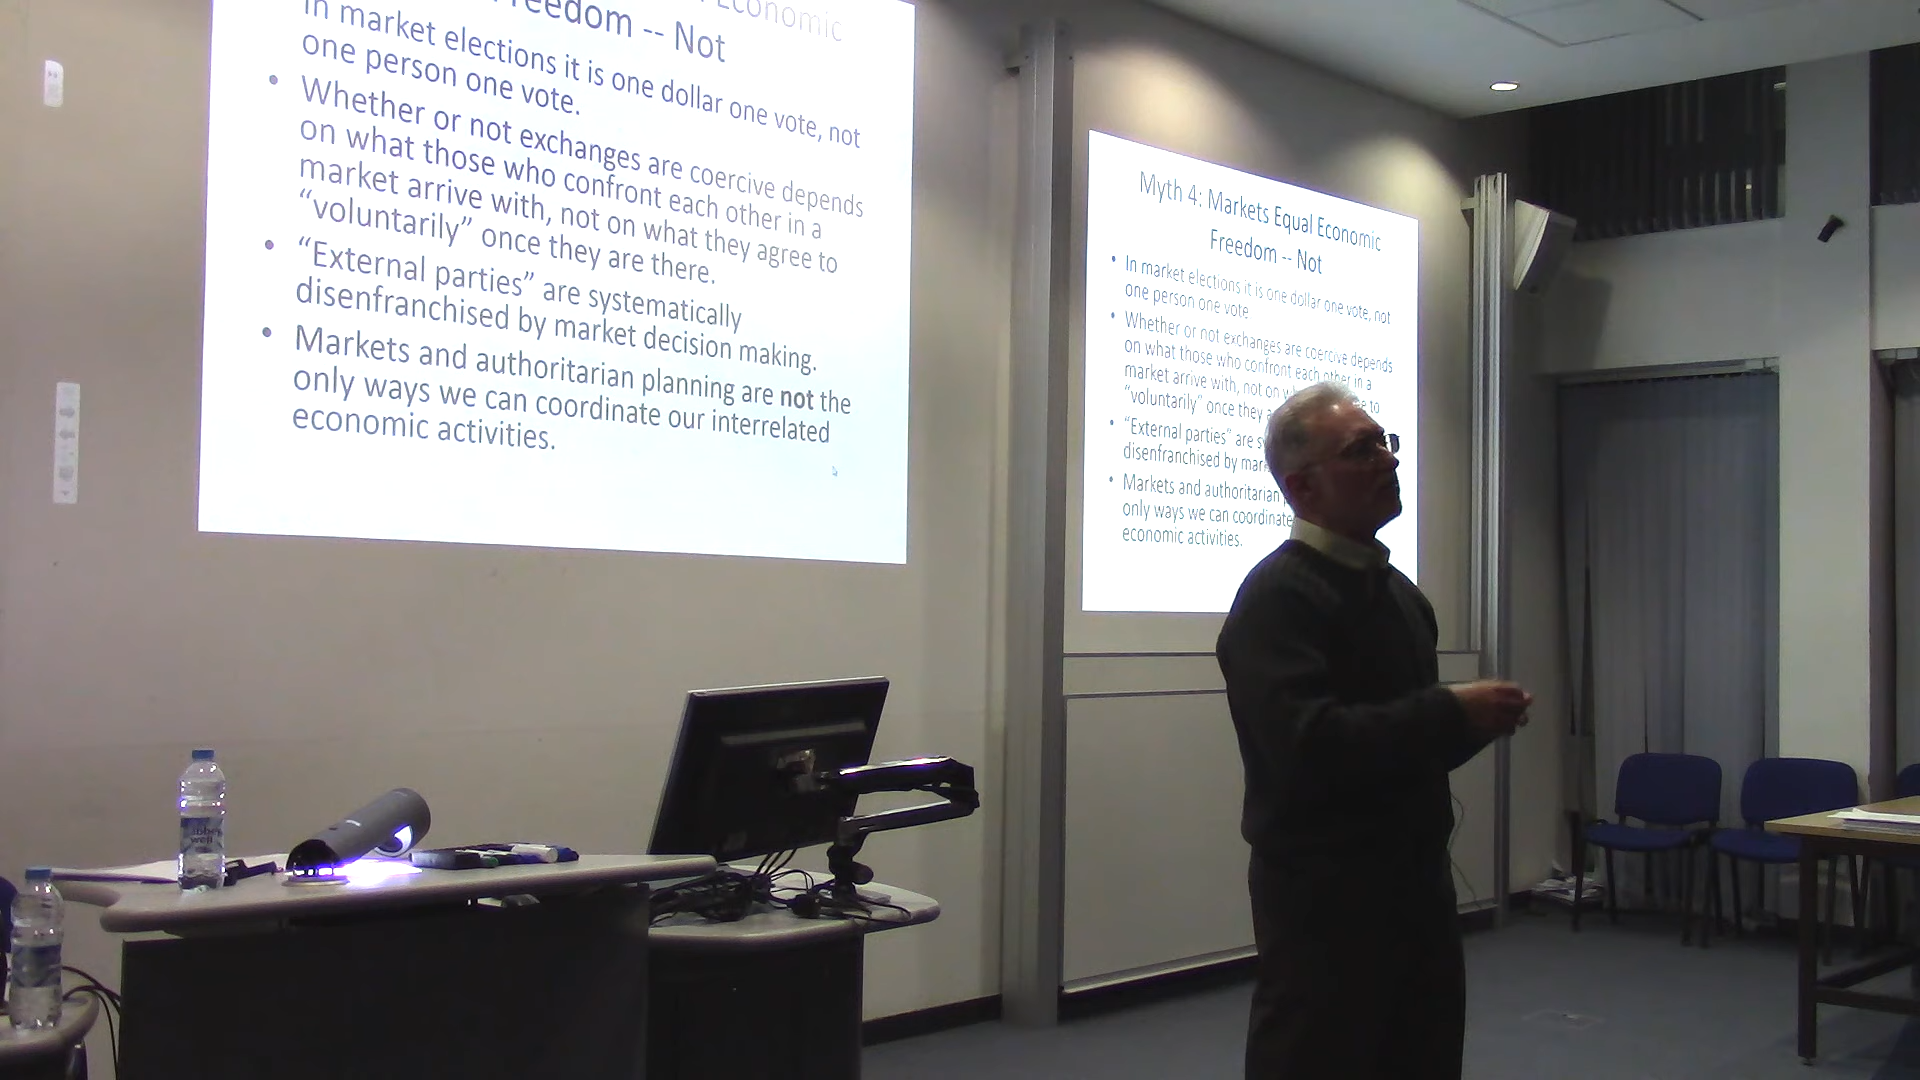 Economic
Freedom -- Not
In market elections it is one dollar one vote, not
one person one vote.
• Whether or not exchanges are coercive depends
on what those who confront each other in a
market arrive with, not on what they agree to
“voluntarily” once they are there.
• “External parties” are systematically
disenfranchised by market decision making.
• Markets and authoritarian planning are not the
only ways we can coordinate our interrelated
economic activities.
Myth 4: Markets Equal Economic
Freedom -- Not
• In market elections it is one dollar one vote, not
one person one vote
• Whether or not exchanges are coercive depends
on what those who confront each other in a
market arrive with, not on to
“voluntarily” once they
• “External parties” are
disenfranchised by
• Markets and authoritarian
only ways we can coordinate
economic activities.
well